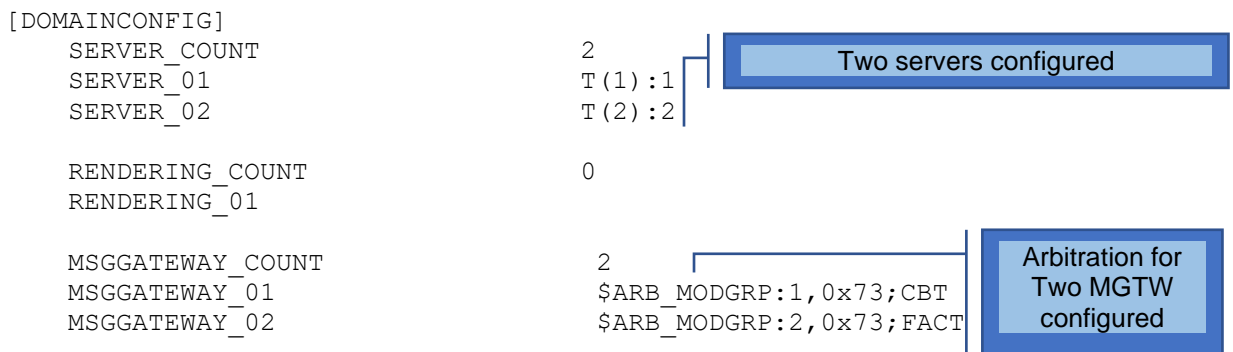 [DOMAINCONFIG]
SERVER_COUNT 2
SERVER_01 T(1):1
SERVER_02 T(2):2
Two servers configured
RENDERING_COUNT 0
RENDERING_01
MSGGATEWAY_COUNT 2
MSGGATEWAY_01 $ARB_MODGRP:1,0x73;CBT
MSGGATEWAY_02 $ARB_MODGRP:2,0x73;FACT
Arbitration for
Two MGTW
configured